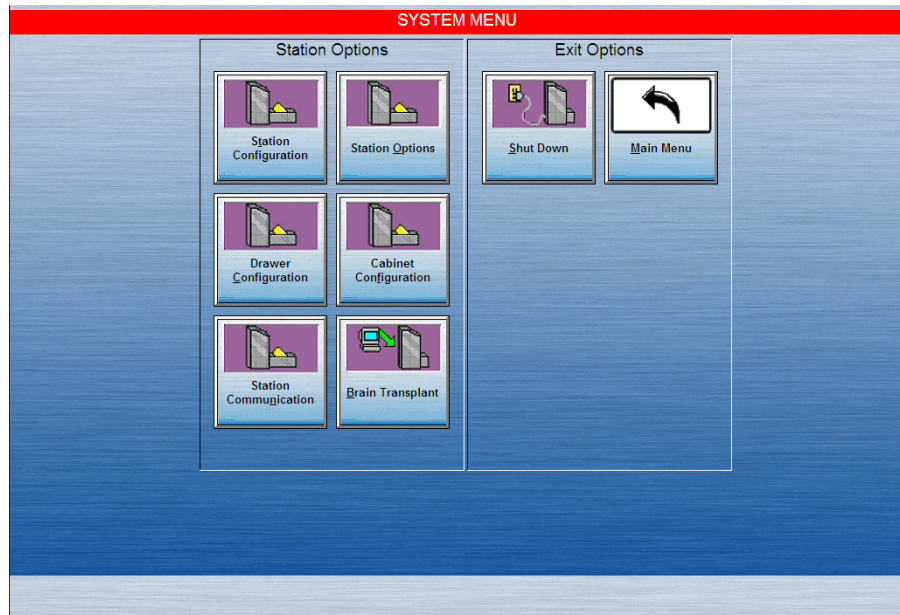 SYSTEM MENU
Station Options
Station
Configuration
Station Options
Drawer
Configuration
Cabinet
Configuration
Station
Communication
Brain Transplant
Exit Options
Shut Down
Main Menu